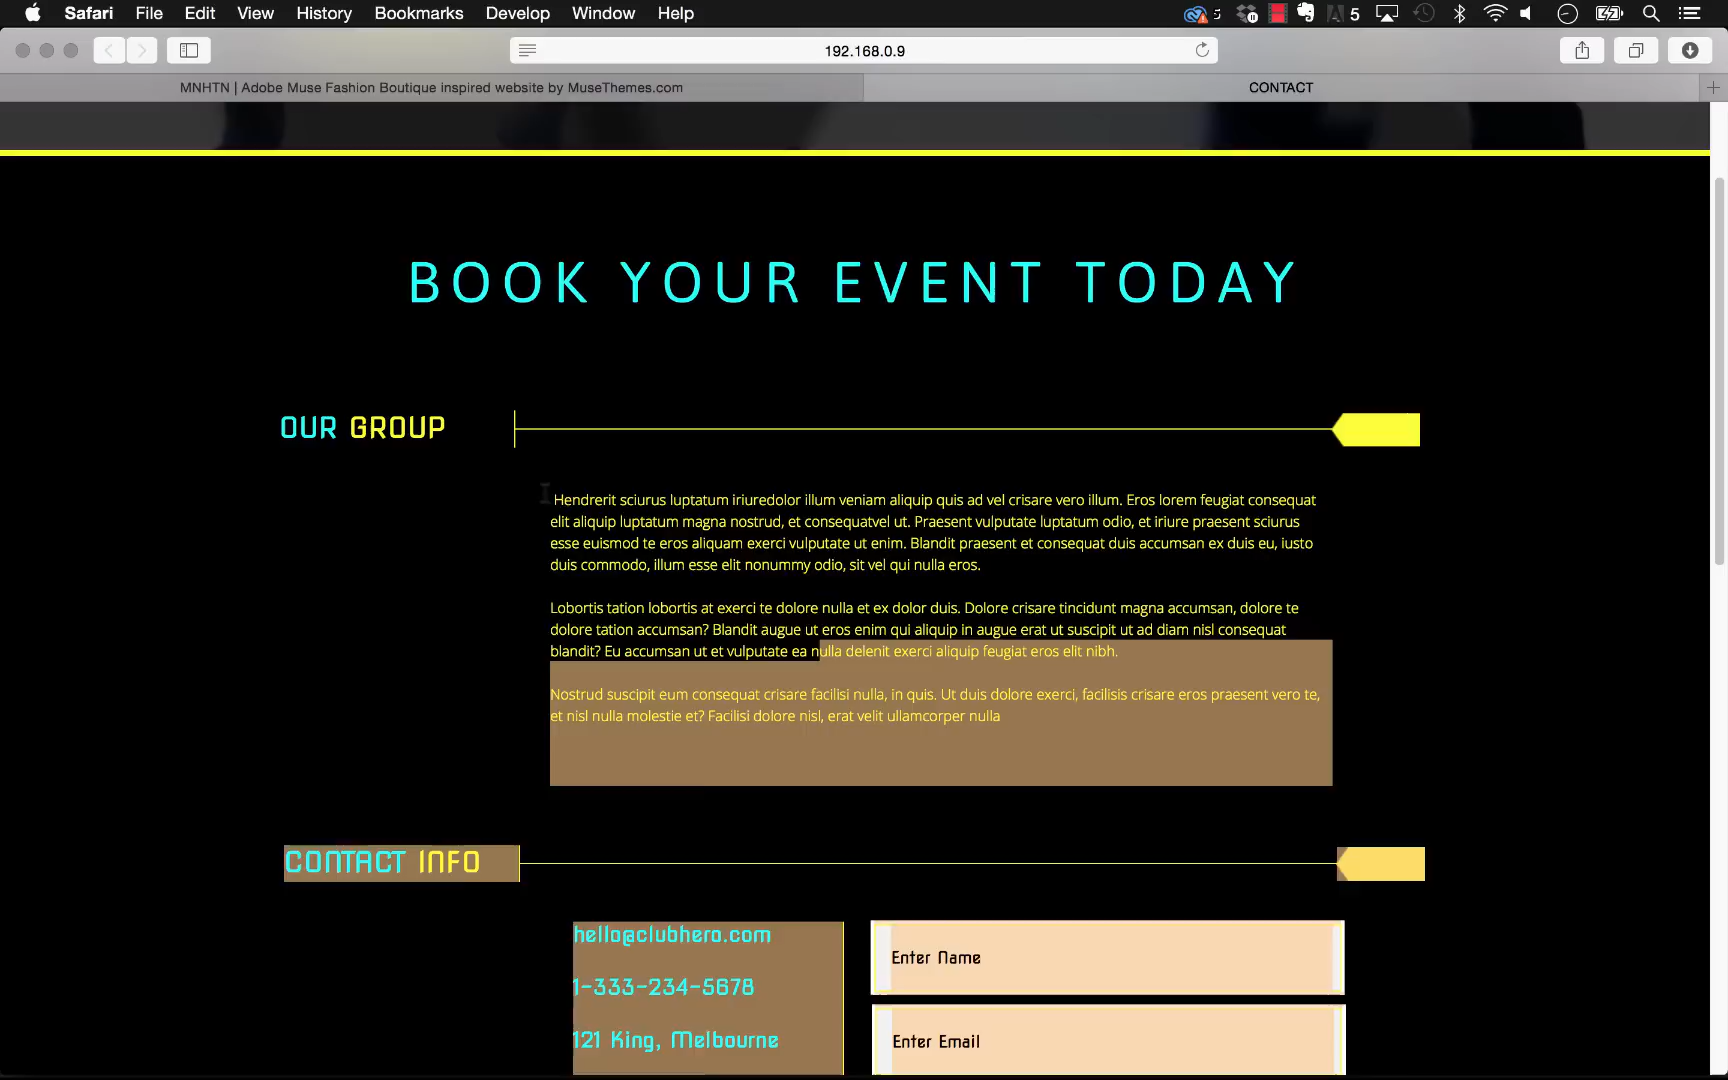 Safari File Edit View History Bookmarks Develop Window Help 5 5
192.168.0.9
MNHTN | Adobe Muse Fashion Boutique inspired website by MuseThemes.com CONTACT
BOOK YOUR EVENT TODAY
OUR GROUP
Hendrerit sciurus luptatum iriuredolor illum veniam aliquip quis ad vel crisare vero illum. Eros lorem feugiat consequat
elit aliquip luptatum magna nostrud, et consequatvel ut. Praesent vulputate luptatum odio, et iriure praesent sciurus
esse euismod te eros aliquam exerci vulputate ut enim. Blandit praesent et consequat duis accumsan ex duis eu, iusto
duis commodo, illum esse elit nonummy odio, sit vel qui nulla eros.
Lobortis tation lobortis at exerci te dolore nulla et ex dolor duis. Dolore crisare tincidunt magna accumsan, dolore te
dolore tation accumsan? Blandit augue ut eros enim qui aliquip in augue erat ut suscipit ut ad diam nisl consequat
blandit? Eu accumsan ut et vulputate ea nulla delenit exerci aliquip feugiat eros elit nibh.
Nostrud suscipit eum consequat crisare facilisi nulla, in quis. Ut duis dolore exerci, facilisis crisare eros praesent vero te,
et nisl nulla molestie et? Facilisi dolore nisl, erat velit ullamcorper nulla
CONTACT INFO
hello@clubhero.com
1-333-234-5678
121 King, Melbourne
Enter Name
Enter Email